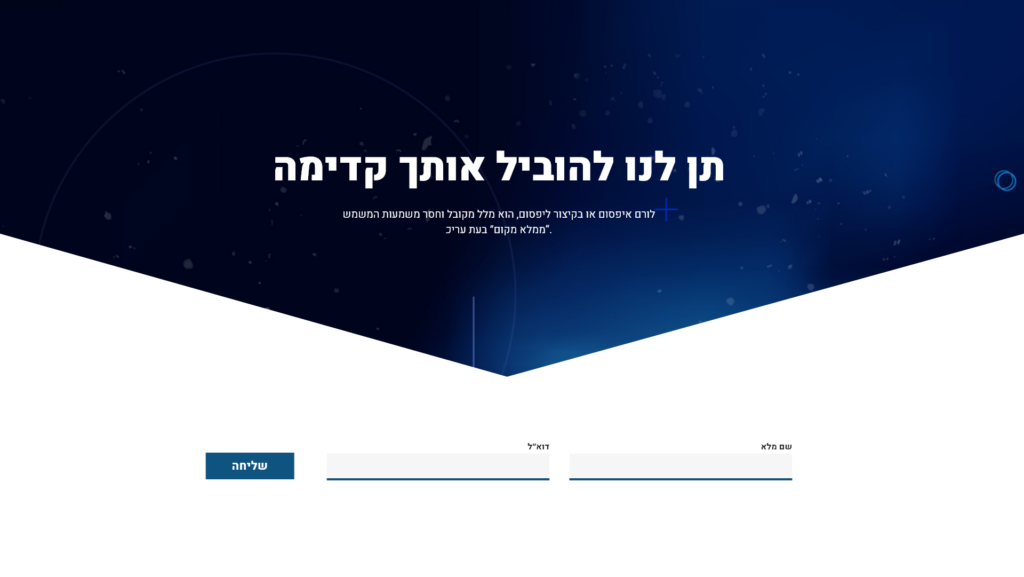 תן לנו להוביל אותך קדימה
לורם איפסום או בקיצור ליפסום, הוא מלל מקובל וחסר משמעות המשמש
"ממלא מקום" בעת עריכ.
שם מלא
דוא״ל
שליחה